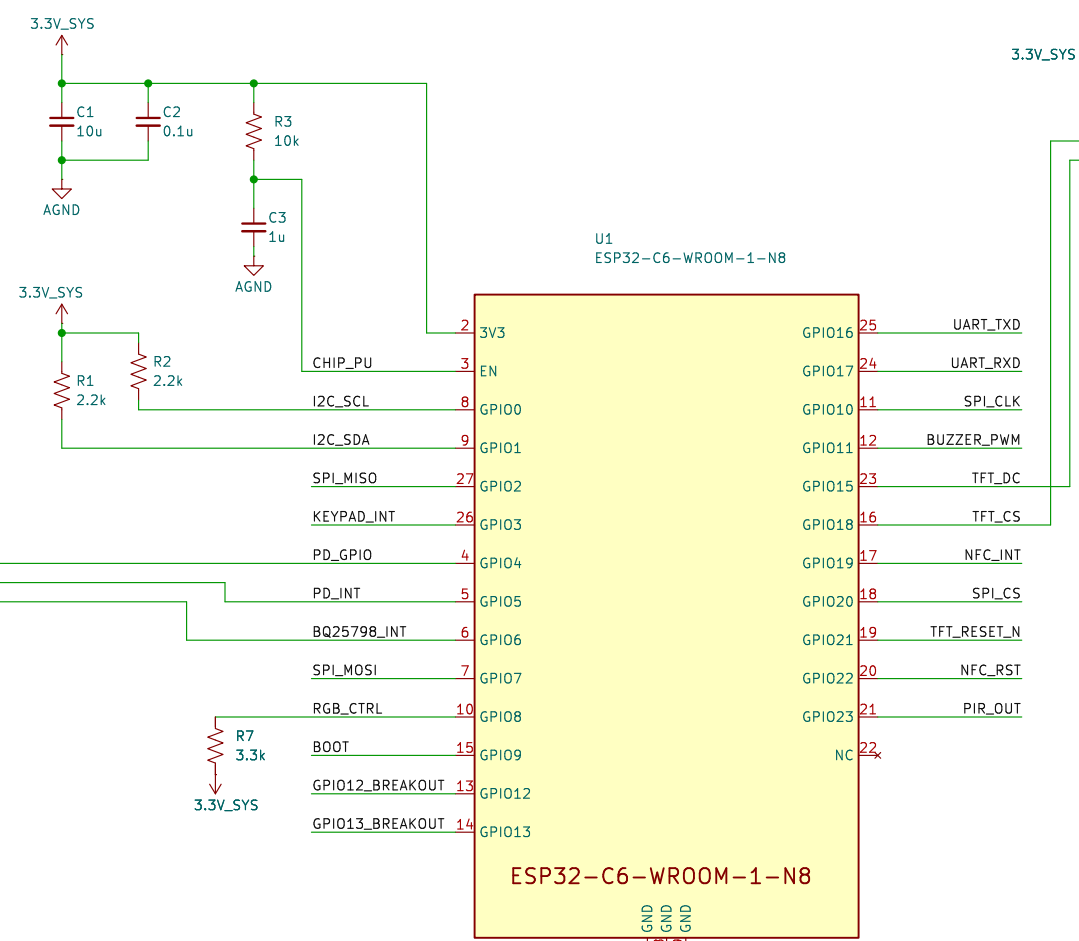 3.3V_SYS
3.3V_SYS
C1
10u
C2
0.1u
R3
10k
AGND
C3
1u
AGND
U1
ESP32-C6-WROOM-1-N8
3.3V_SYS
R1
2.2k
R2
2.2k
2 3V3
CHIP_PU 3 EN
I2C_SCL 8 GPIO0
I2C_SDA 9 GPIO1
SPI_MISO 27 GPIO2
KEYPAD_INT 26 GPIO3
PD_GPIO 4 GPIO4
PD_INT 5 GPIO5
BQ25798_INT 6 GPIO6
SPI_MOSI 7 GPIO7
RGB_CTRL 10 GPIO8
BOOT 15 GPIO9
GPIO12_BREAKOUT 13 GPIO12
GPIO13_BREAKOUT 14 GPIO13
R7
3.3k
3.3V_SYS
GPIO16 25 UART_TXD
GPIO17 24 UART_RXD
GPIO10 11 SPI_CLK
GPIO11 12 BUZZER_PWM
GPIO15 23 TFT_DC
GPIO18 16 TFT_CS
GPIO19 17 NFC_INT
GPIO20 18 SPI_CS
GPIO21 19 TFT_RESET_N
GPIO22 20 NFC_RST
GPIO23 21 PIR_OUT
NC 22
ESP32-C6-WROOM-1-N8
GND
GND
GND